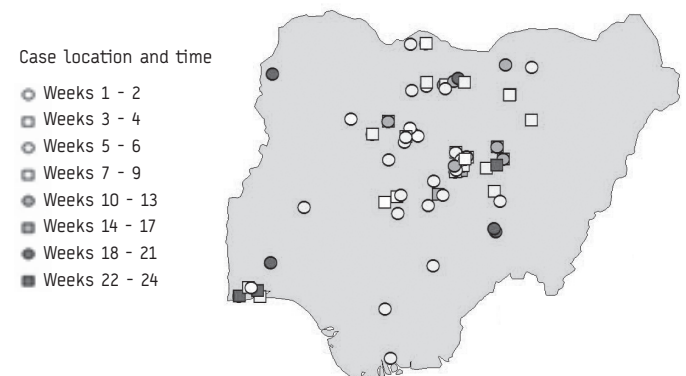 Case location and time
Weeks 1 - 2
Weeks 3 - 4
Weeks 5 - 6
Weeks 7 - 9
Weeks 10 - 13
Weeks 14 - 17
Weeks 18 - 21
Weeks 22 - 24